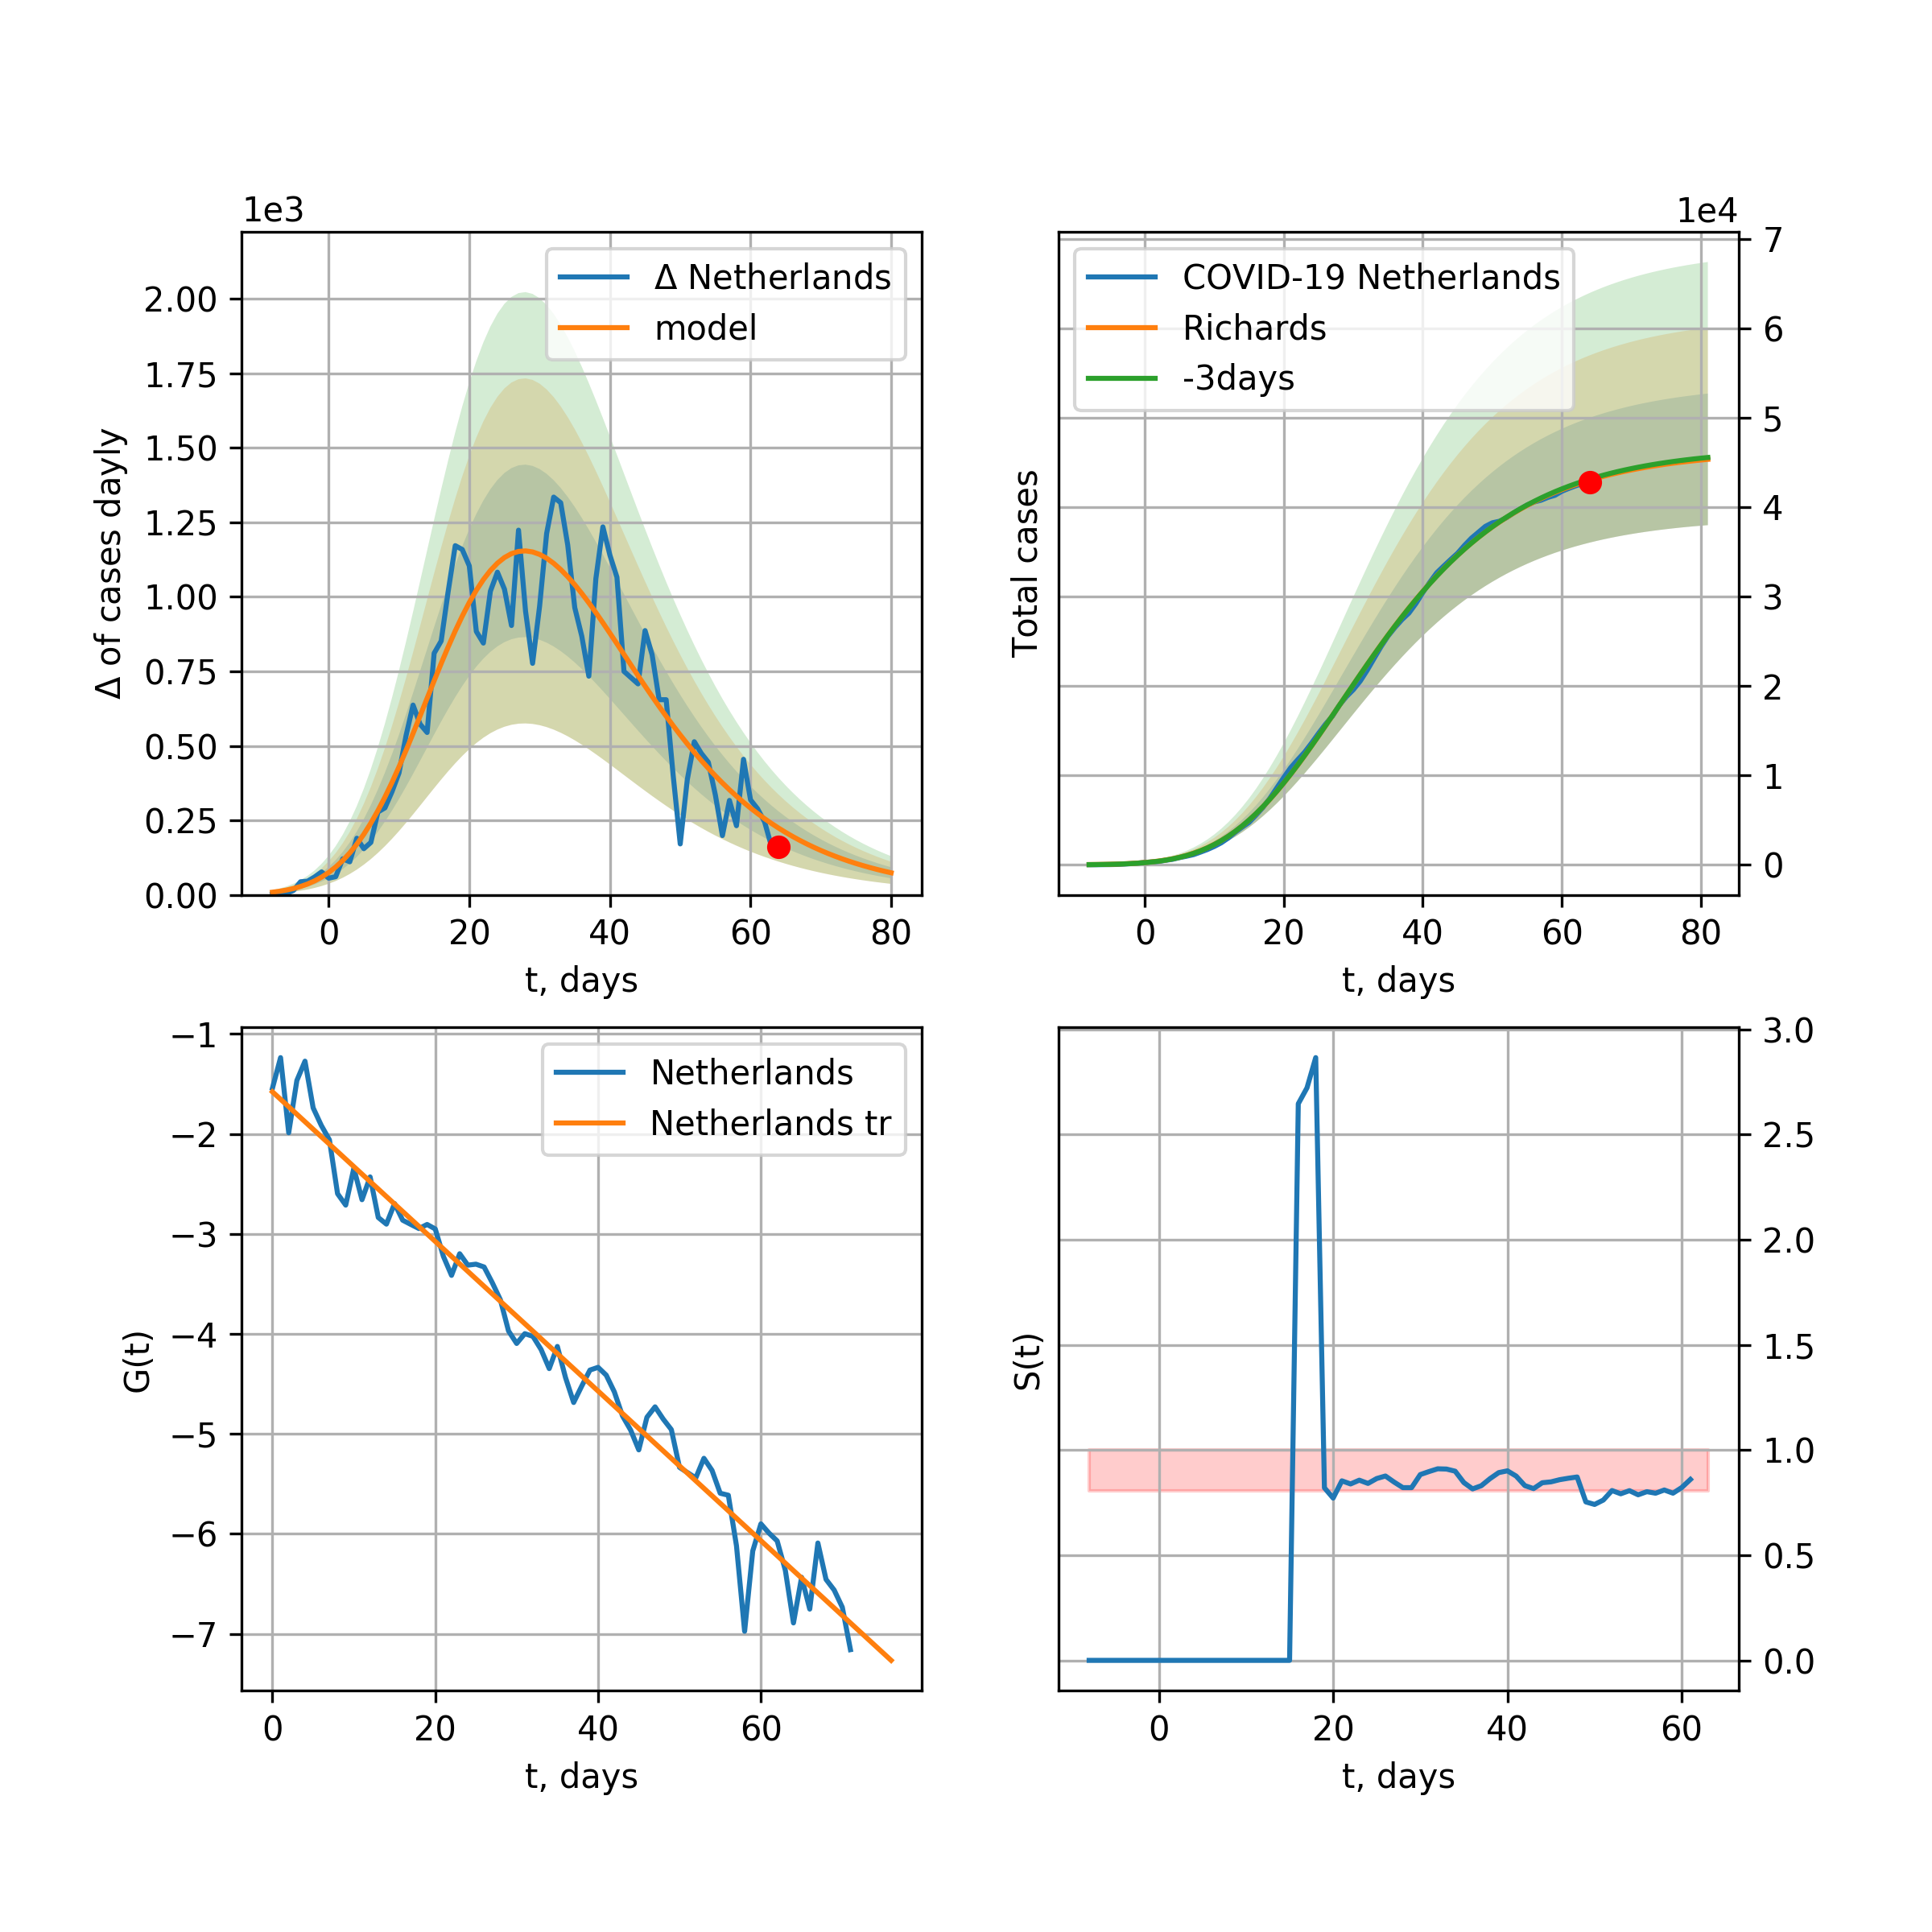 1e3
Δ of cases dayly
2.00
1.75
1.50
1.25
1.00
0.75
0.50
0.25
0.00
Δ Netherlands
model
0 20 40 60 80
t, days
1e4
Total cases
COVID-19 Netherlands
Richards
-3days
7
6
5
4
3
2
1
0
0 20 40 60 80
t, days
G(t)
−1
−2
−3
−4
−5
−6
−7
Netherlands
Netherlands tr
0 20 40 60
t, days
S(t)
3.0
2.5
2.0
1.5
1.0
0.5
0.0
0 20 40 60
t, days